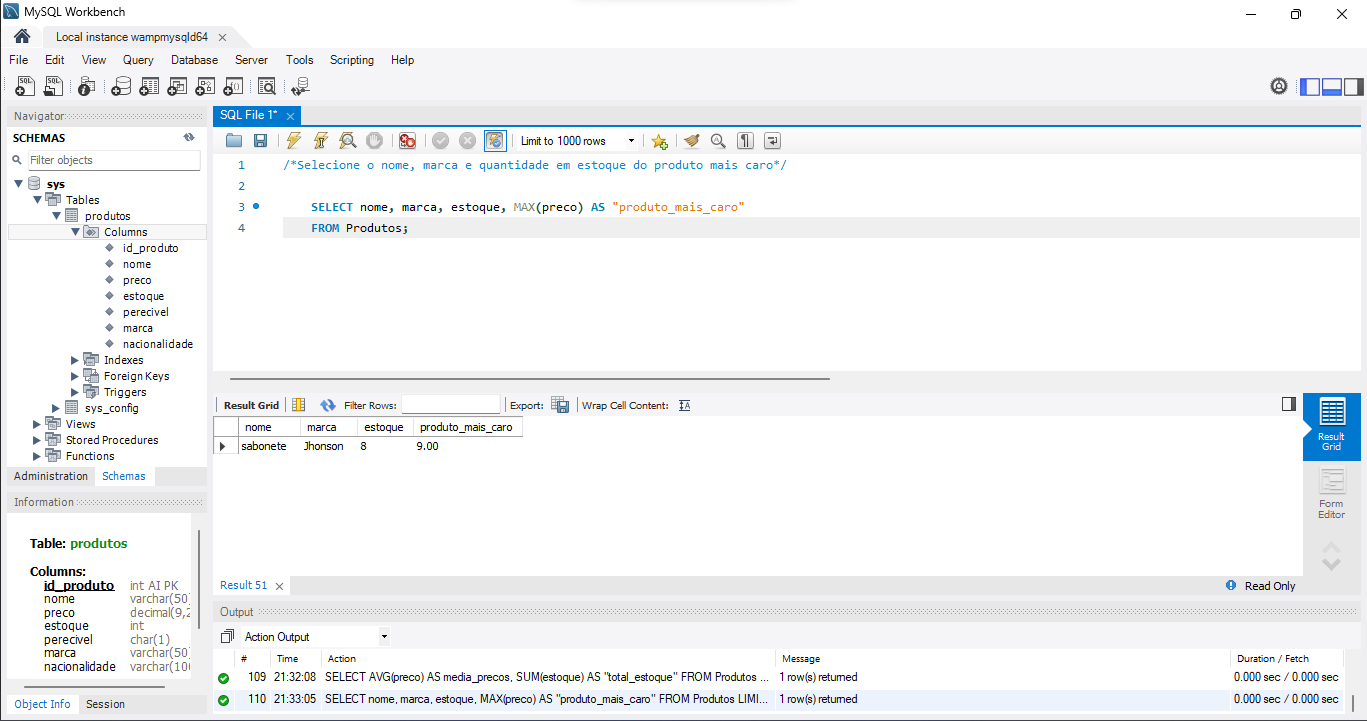 MySQL Workbench
Local instance wampmysqld64
File Edit View Query Database Server Tools Scripting Help
Navigator
SCHEMAS
Filter objects
sys
Tables
produtos
Columns
id_produto
nome
preco
estoque
perecivel
marca
nacionalidade
Indexes
Foreign Keys
Triggers
sys_config
Views
Stored Procedures
Functions
Administration Schemas
Information
Table: produtos
Columns:
id_produto int AI PK
nome varchar(50
preco decimal(9,2
estoque int
perecivel char(1)
marca varchar(50)
nacionalidade varchar(100
Object Info Session
SQL File 1*
Limit to 1000 rows
1 /*Selecione o nome, marca e quantidade em estoque do produto mais caro*/
2
3 SELECT nome, marca, estoque, MAX(preco) AS "produto_mais_caro"
4 FROM Produtos;
Result Grid Filter Rows: Export: Wrap Cell Content:
nome marca estoque produto_mais_caro
sabonete Jhonson 8 9.00
Result Grid
Form Editor
Result 51
Read Only
Output
Action Output
# Time Action Message Duration / Fetch
109 21:32:08 SELECT AVG(preco) AS media_precos, SUM(estoque) AS "total_estoque" FROM Produtos ... 1 row(s) returned 0.000 sec / 0.000 sec
110 21:33:05 SELECT nome, marca, estoque, MAX(preco) AS "produto_mais_caro" FROM Produtos LIMI... 1 row(s) returned 0.000 sec / 0.000 sec